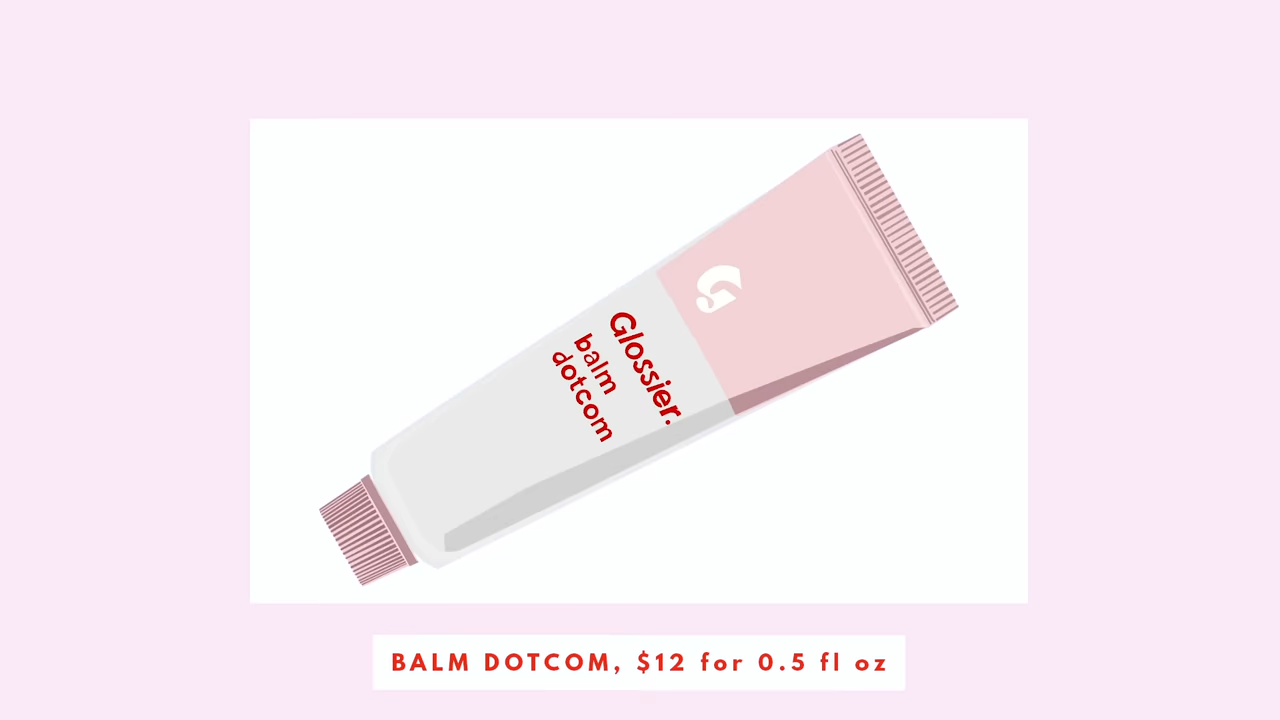 G
Glossier.
balm
dotcom
BALM DOTCOM, $12 for 0.5 fl oz